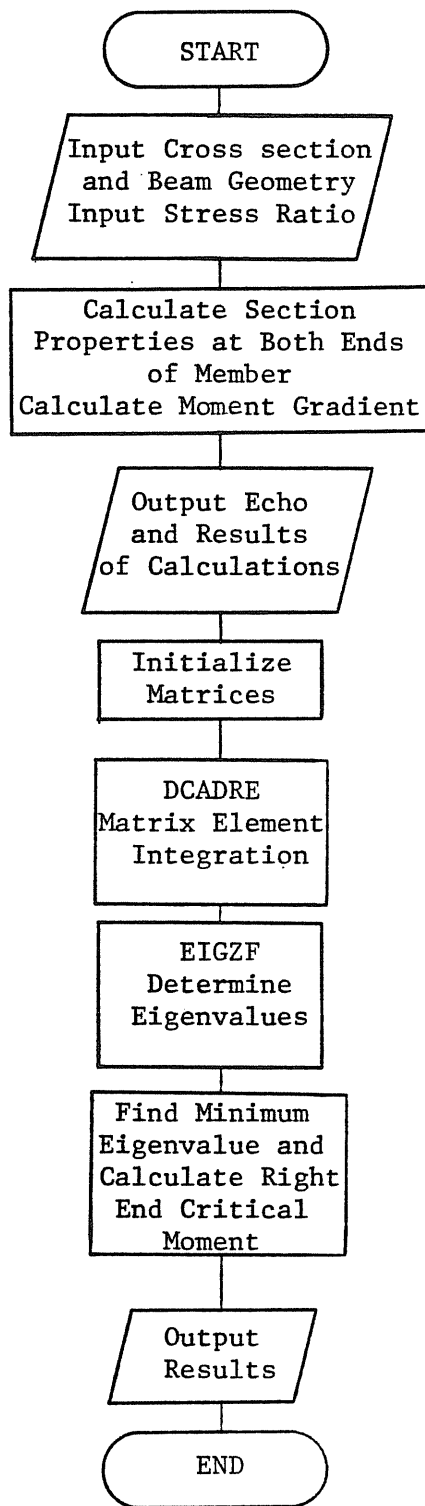 START
Input Cross section
and Beam Geometry
Input Stress Ratio
Calculate Section
Properties at Both Ends
of Member
Calculate Moment Gradient
Output Echo
and Results
of Calculations
Initialize
Matrices
DCADRE
Matrix Element
Integration
EIGZF
Determine
Eigenvalues
Find Minimum
Eigenvalue and
Calculate Right
End Critical
Moment
Output
Results
END